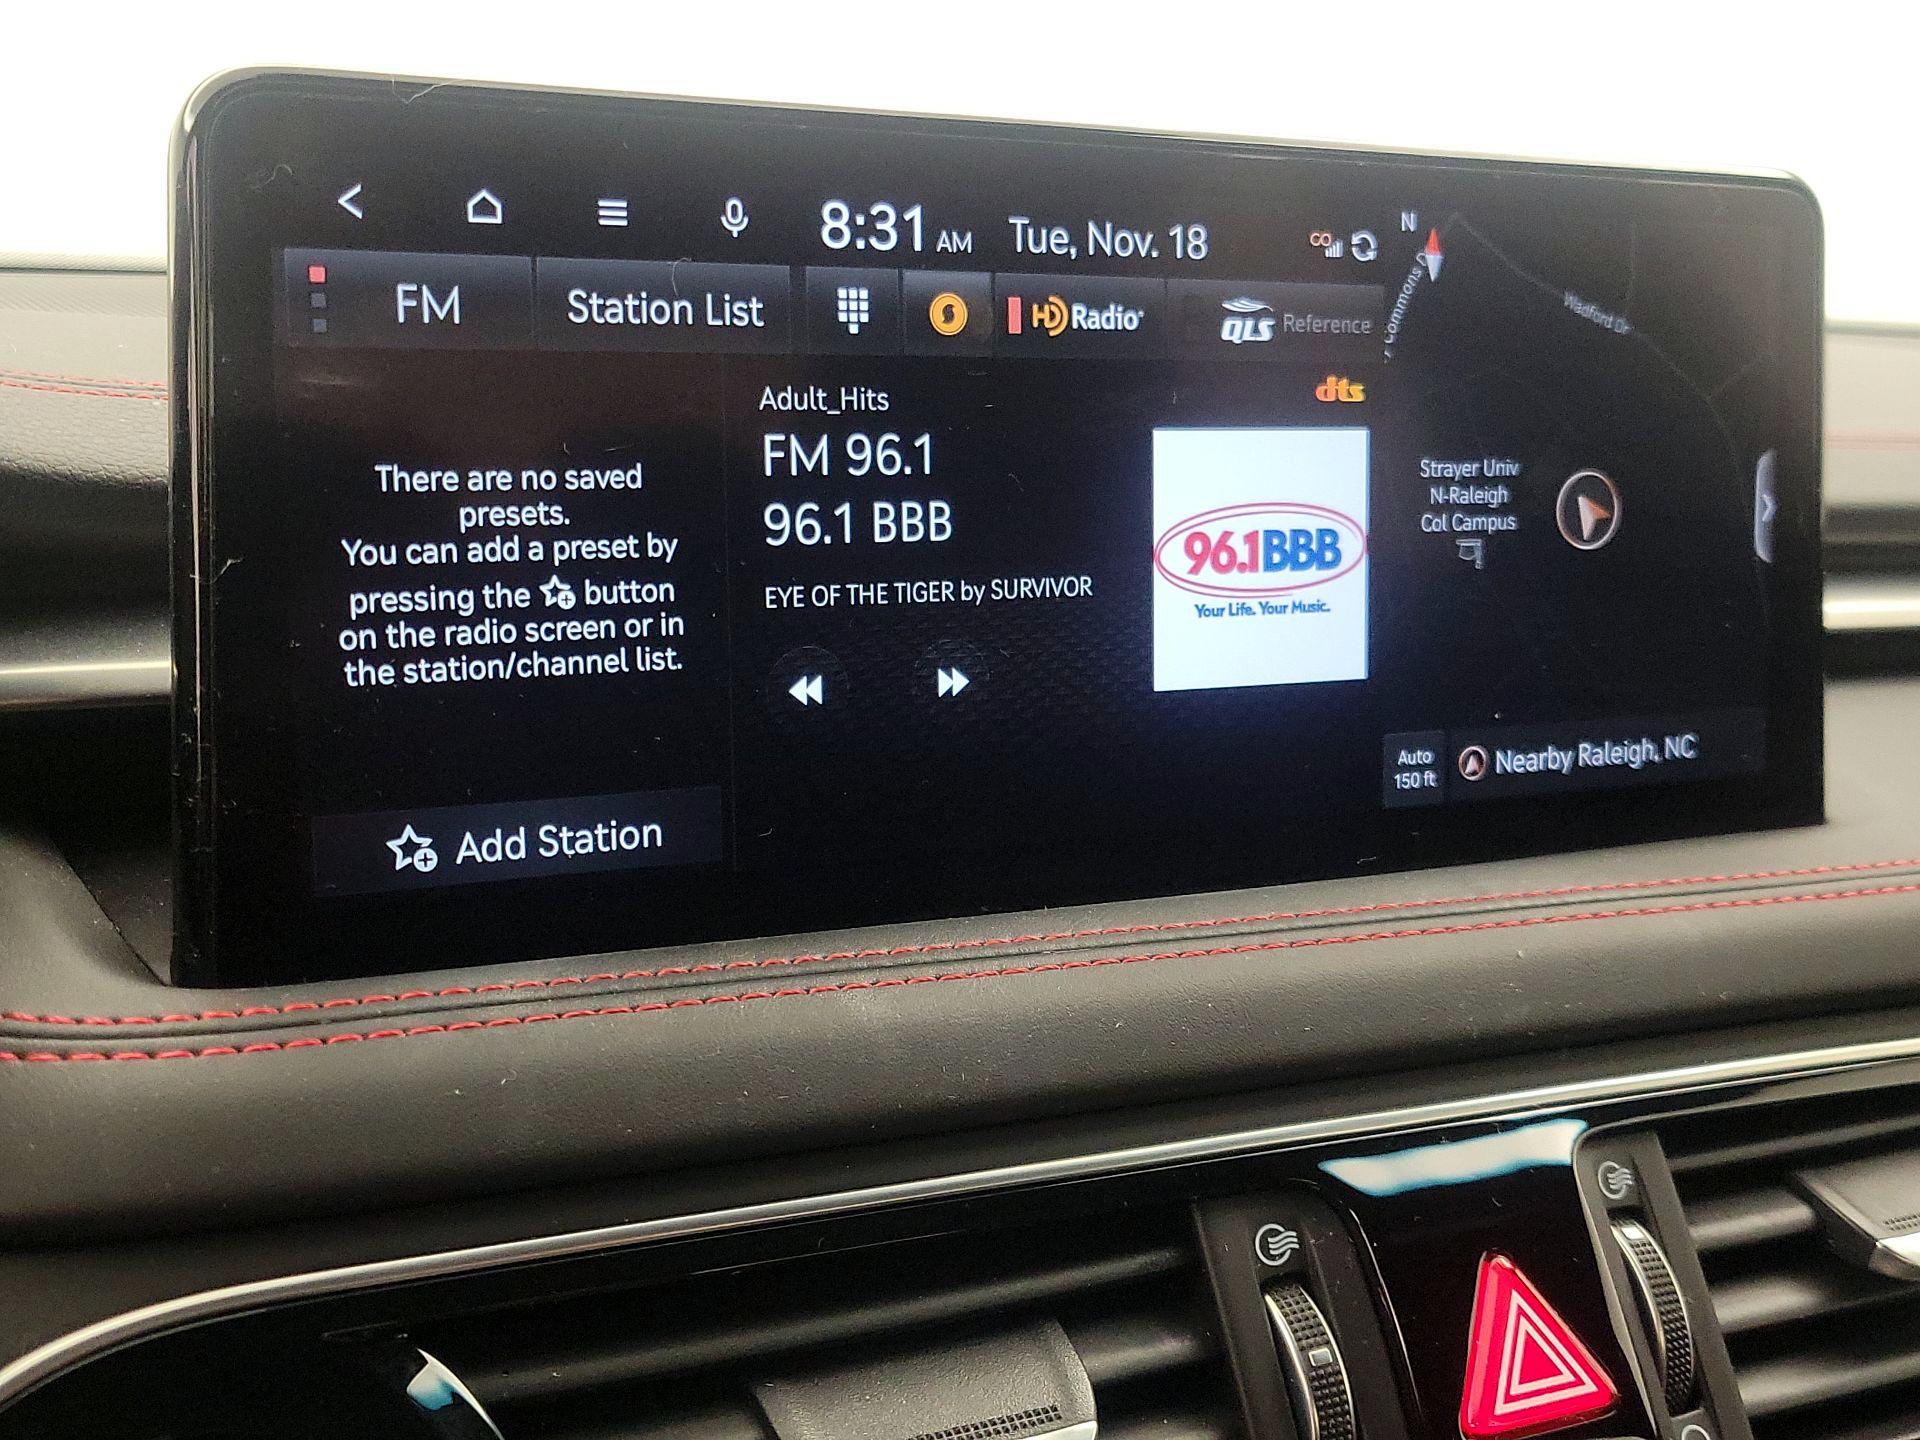 8:31 AM Tue, Nov. 18
N
FM
Station List
HD Radio
QLS Reference
Commons D
Wadford Dr
dts
There are no saved
presets.
You can add a preset by
pressing the button
on the radio screen or in
the station/channel list.
Add Station
Adult_Hits
FM 96.1
96.1 BBB
EYE OF THE TIGER by SURVIVOR
96.1BBB
Your Life. Your Music.
Strayer Univ
N-Raleigh
Col Campus
Auto
150 ft
Nearby Raleigh, NC